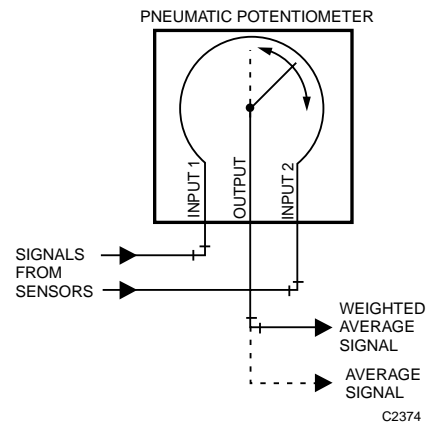 PNEUMATIC POTENTIOMETER
INPUT 1
OUTPUT
INPUT 2
SIGNALS
FROM
SENSORS
WEIGHTED
AVERAGE
SIGNAL
AVERAGE
SIGNAL
C2374